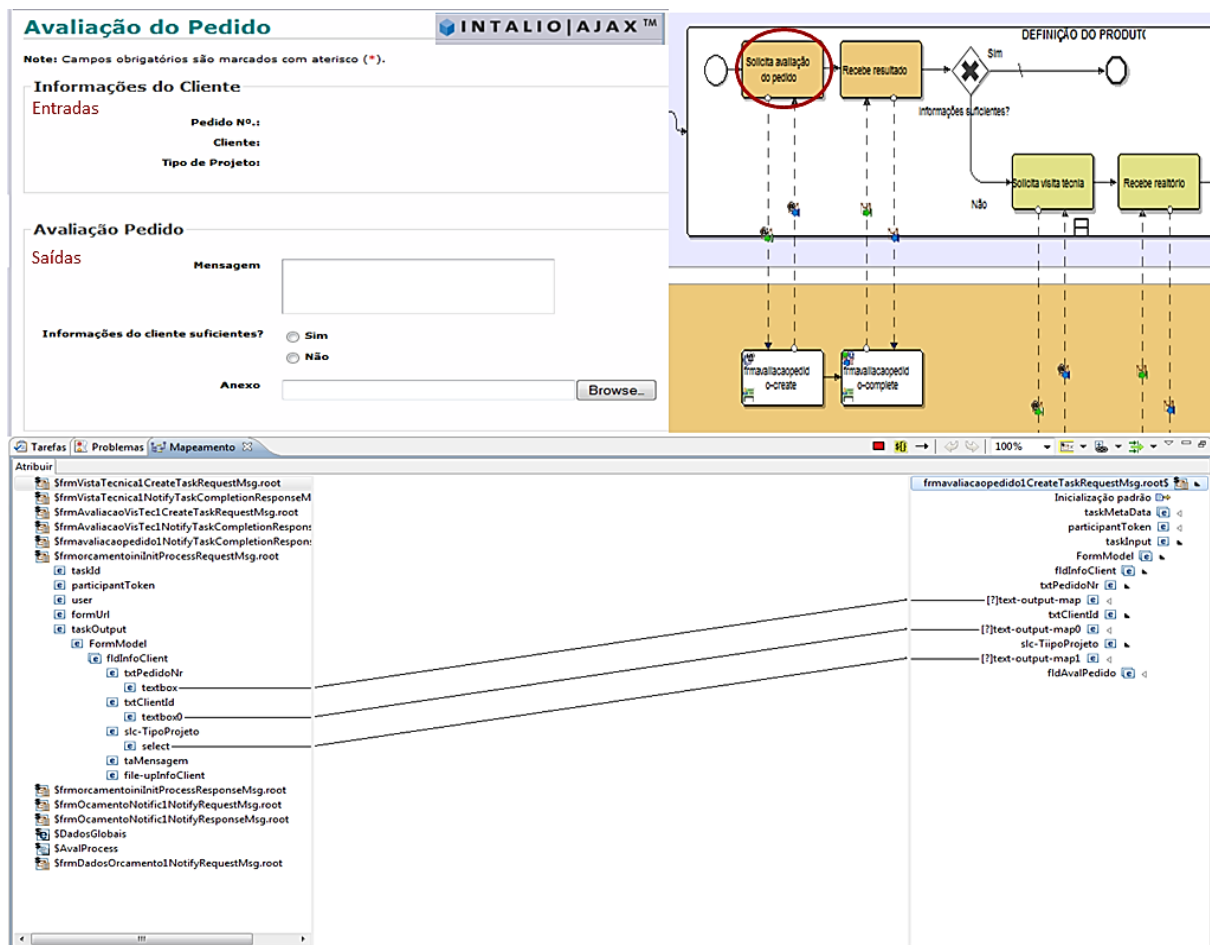 Avaliação do Pedido
INTALIO|AJAX ™
Note: Campos obrigatórios são marcados com aterisco (*).
Informações do Cliente
Entradas
Pedido Nº.:
Cliente:
Tipo de Projeto:
Avaliação Pedido
Saídas
Mensagem
Informações do cliente suficientes?
Sim
Não
Anexo
Browse...
DEFINIÇÃO DO PRODUT(
Solicita avaliação
do pedido
Recebe resultado
Sim
Informações suficientes?
Não
Solicita visita técnia
Recebe realtório
frmavaliacaopedid
o-create
frmavaliacaopedid
o-complete
Tarefas
Problemas
Mapeamento
100%
Atribuir
$frmVistaTecnica1CreateTaskRequestMsg.root
$frmVistaTecnica1NotifyTaskCompletionResponseM
$frmAvaliacaoVisTec1CreateTaskRequestMsg.root
$frmAvaliacaoVisTec1NotifyTaskCompletionRespons
$frmavaliacaopedido1NotifyTaskCompletionRespon:
$frmorcamentoiniInitProcessRequestMsg.root
taskId
participantToken
user
formUrl
taskOutput
FormModel
fldInfoClient
txtPedidoNr
textbox
txtClientId
textbox0
slc-TipoProjeto
select
taMensagem
file-upInfoClient
$frmorcamentoiniInitProcessResponseMsg.root
$frmOcamentoNotific1NotifyRequestMsg.root
$frmOcamentoNotific1NotifyResponseMsg.root
$DadosGlobais
$AvalProcess
$frmDadosOrcamento1NotifyRequestMsg.root
frmavaliacaopedido1CreateTaskRequestMsg.root$
Inicialização padrão
taskMetaData
participantToken
taskInput
FormModel
fldInfoClient
txtPedidoNr
[?]text-output-map
txtClientId
[?]text-output-map0
slc-TiipoProjeto
[?]text-output-map1
fldAvalPedido